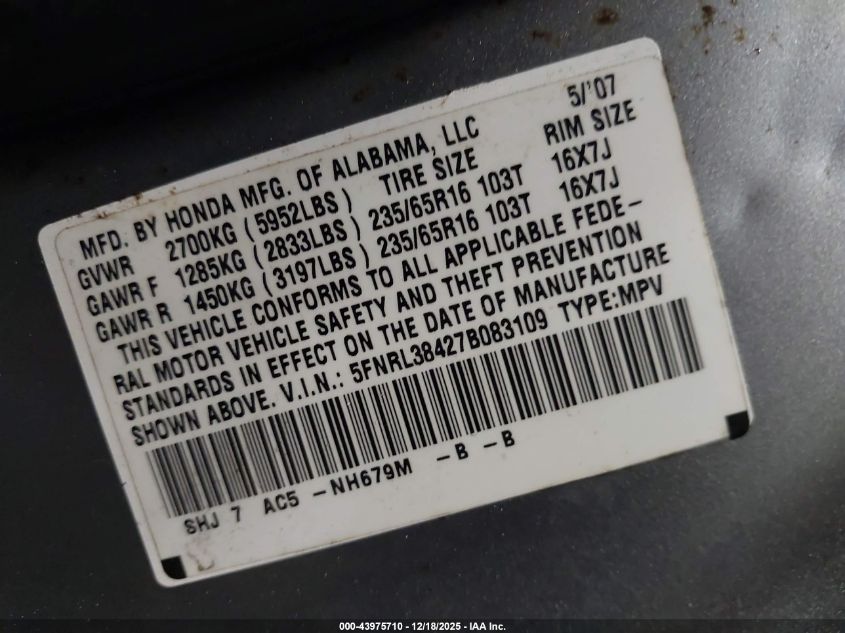 5/'07
MFD. BY HONDA MFG. OF ALABAMA, LLC
GVWR 2700KG (5952LBS) TIRE SIZE RIM SIZE
GAWR F 1285KG (2833LBS) 235/65R16 103T 16X7J
GAWR R 1450KG (3197LBS) 235/65R16 103T 16X7J
THIS VEHICLE CONFORMS TO ALL APPLICABLE FEDE-
RAL MOTOR VEHICLE SAFETY AND THEFT PREVENTION
STANDARDS IN EFFECT ON THE DATE OF MANUFACTURE
SHOWN ABOVE. V.I.N.: 5FNRL38427B083109 TYPE:MPV
SHJ 7 AC5 -NH679M -B -B
000-43975710 - 12/18/2025 - IAA Inc.